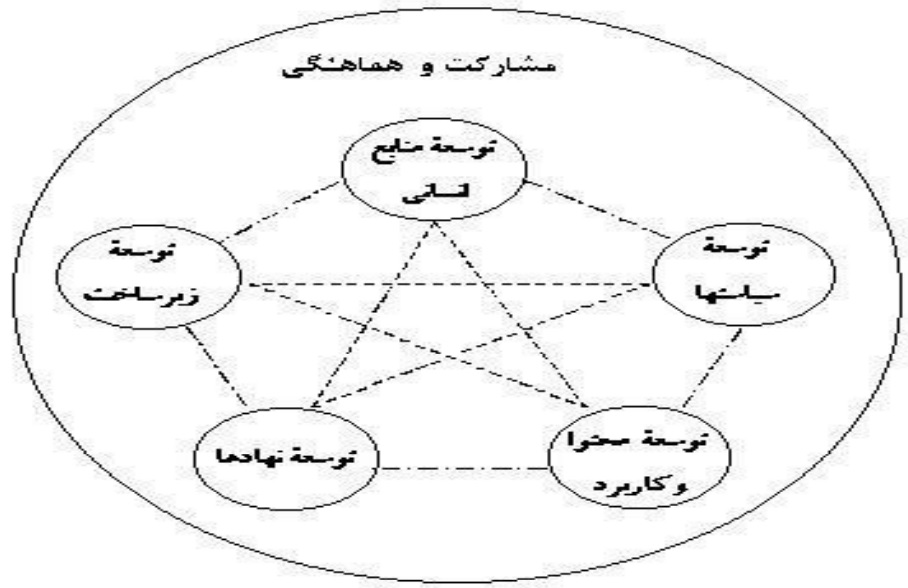 مشارکت و هماهنگی
توسعهٔ منابع
انسانی
توسعهٔ
سیاستها
توسعهٔ
زیرساخت
توسعهٔ محتوا
و کاربرد
توسعهٔ نهادها